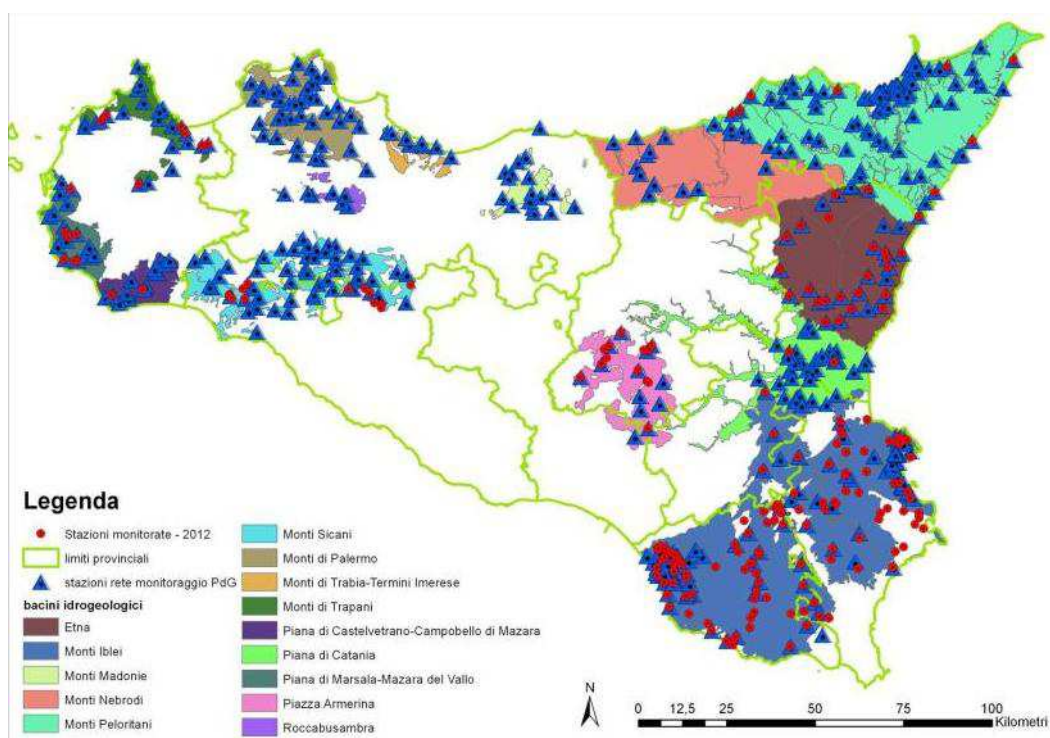 Legenda
Stazioni monitorate - 2012
limiti provinciali
stazioni rete monitoraggio PdG
bacini idrogeologici
Etna
Monti Iblei
Monti Madonie
Monti Nebrodi
Monti Peloritani
Monti Sicani
Monti di Palermo
Monti di Trabia-Termini Imerese
Monti di Trapani
Piana di Castelvetrano-Campobello di Mazara
Piana di Catania
Piana di Marsala-Mazara del Vallo
Piazza Armerina
Roccabusambra
N
0 12,5 25 50 75 100
Kilometri